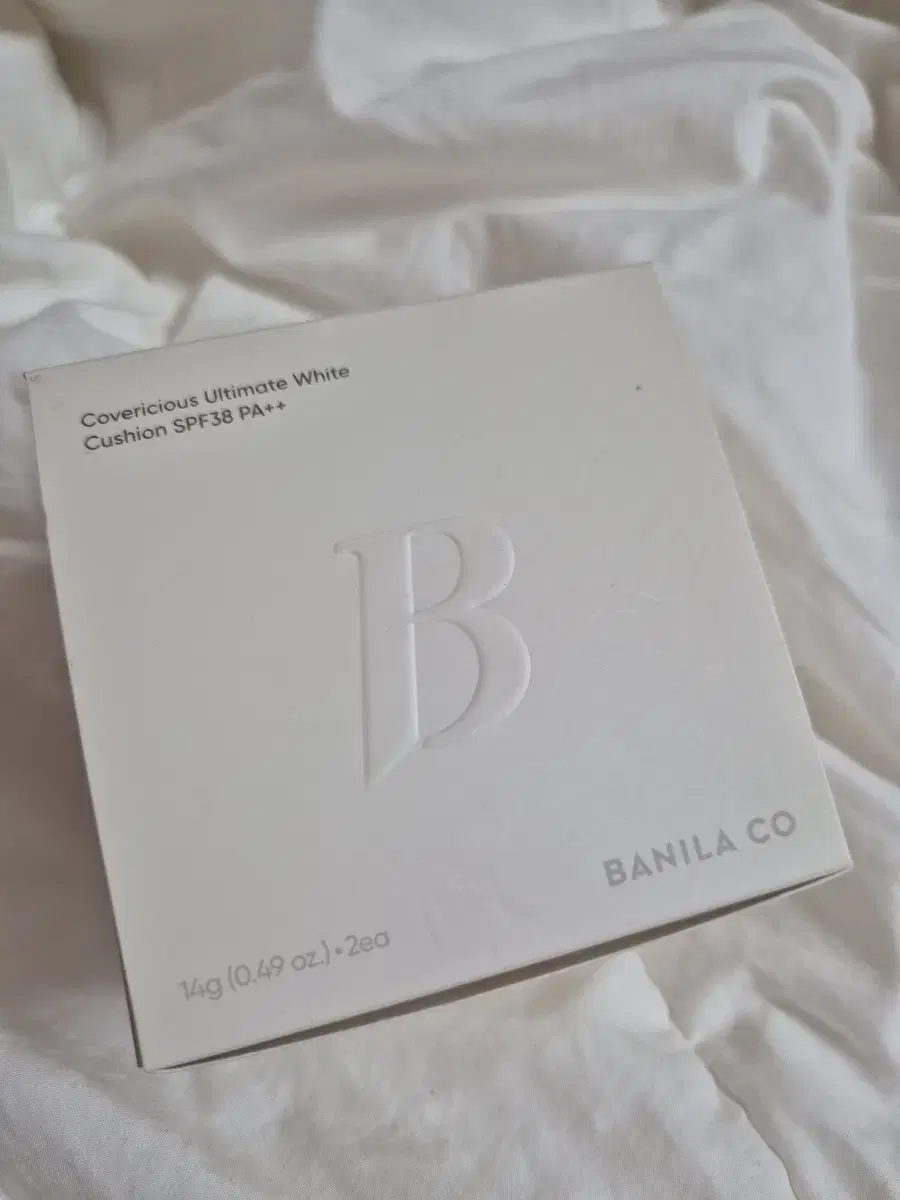 Covericious Ultimate White
Cushion SPF38 PA++
B
BANILA CO
14g (0.49 oz.) * 2ea